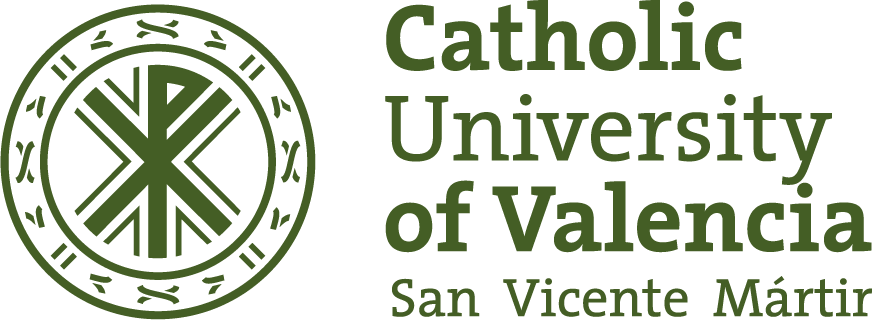 Catholic
University
of Valencia
San Vicente Mártir